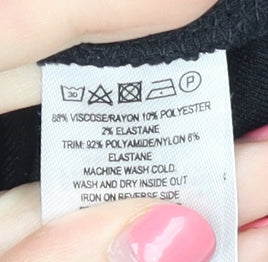 30
P
88% VISCOSE/RAYON 10% POLYESTER
2% ELASTANE
TRIM: 92% POLYAMIDE/NYLON 8%
ELASTANE
MACHINE WASH COLD.
WASH AND DRY INSIDE OUT
IRON ON REVERSE SIDE